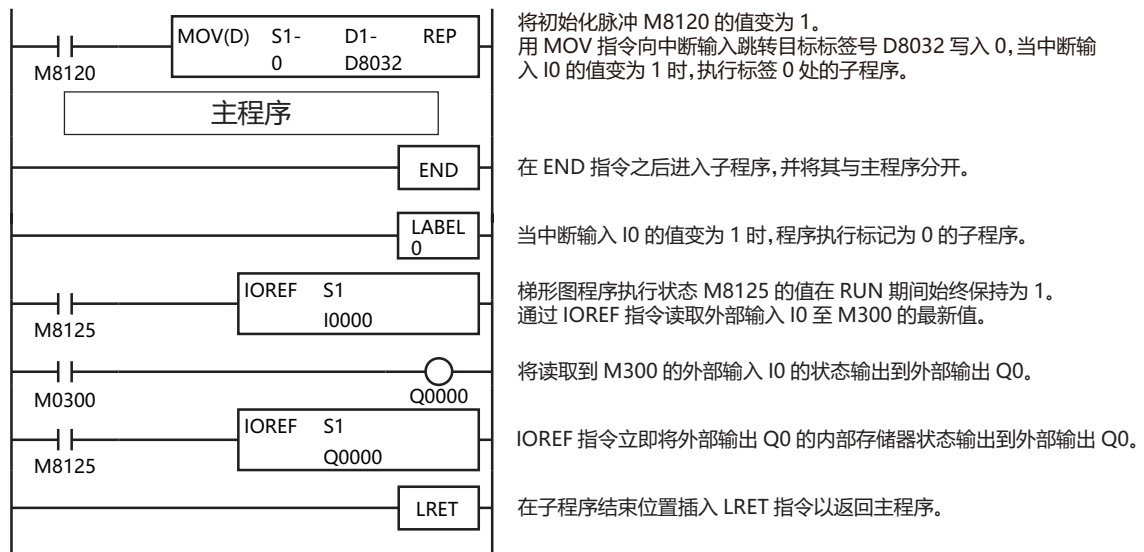 将初始化脉冲 M8120 的值变为 1。
MOV(D) S1- D1- REP
用 MOV 指令向中断输入跳转目标标签号 D8032 写入 0,当中断输
0 D8032
入 I0 的值变为 1 时,执行标签 0 处的子程序。
M8120
主程序
END
在 END 指令之后进入子程序,并将其与主程序分开。
LABEL
0
当中断输入 I0 的值变为 1 时,程序执行标记为 0 的子程序。
IOREF S1
梯形图程序执行状态 M8125 的值在 RUN 期间始终保持为 1。
I0000
通过 IOREF 指令读取外部输入 I0 至 M300 的最新值。
M8125
将读取到 M300 的外部输入 I0 的状态输出到外部输出 Q0。
M0300
Q0000
IOREF S1
IOREF 指令立即将外部输出 Q0 的内部存储器状态输出到外部输出 Q0。
Q0000
M8125
LRET
在子程序结束位置插入 LRET 指令以返回主程序。